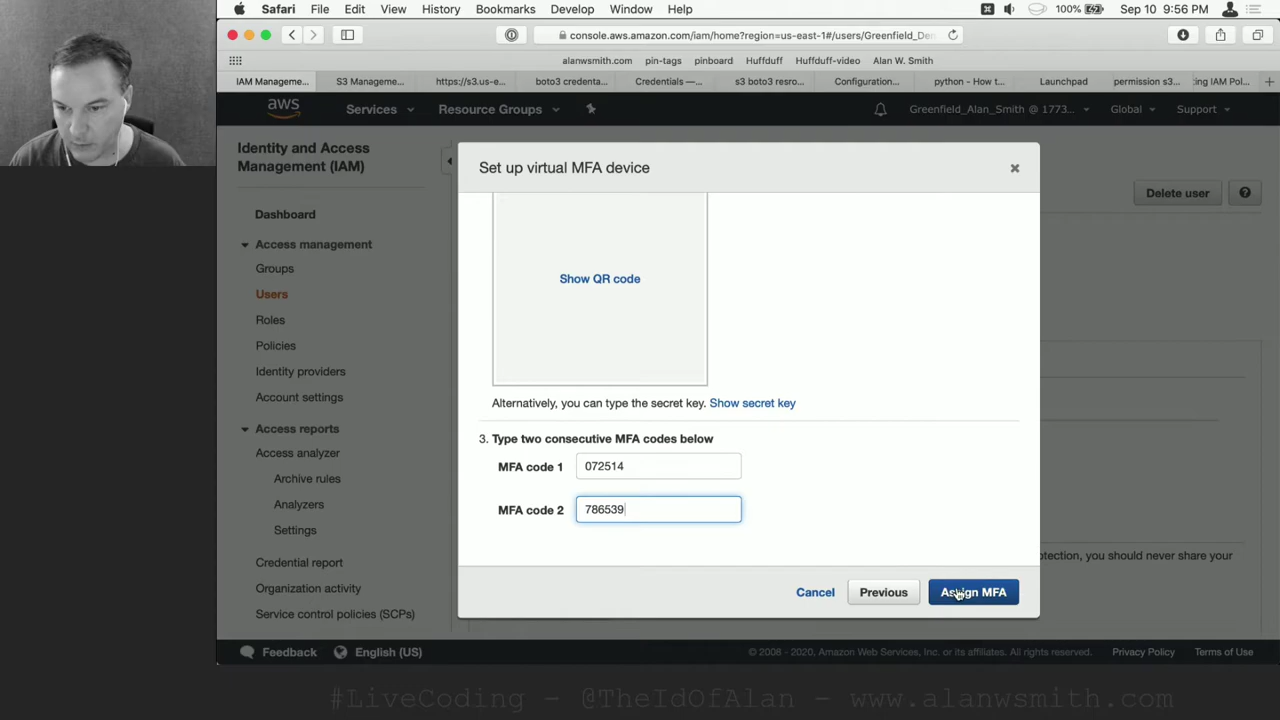 Safari File Edit View History Bookmarks Develop Window Help 100% Sep 10 9:56 PM
console.aws.amazon.com/iam/home?region=us-east-1#/users/Greenfield_
alanwsmith.com pin-tags pinboard Huffduff Huffduff-video Alan W. Smith
IAM Manageme... S3 Manageme... https://s3.us-e... boto3 credenta... Credentials —... s3 boto3 resro... Configuration... python - How t... Launchpad permission s3... ing IAM Pol...
aws Services Resource Groups Greenfield_Alan_Smith @ 1773... Global Support
Identity and Access
Management (IAM)
Dashboard
Access management
Groups
Users
Roles
Policies
Identity providers
Account settings
Access reports
Access analyzer
Archive rules
Analyzers
Settings
Credential report
Organization activity
Service control policies (SCPs)
Set up virtual MFA device
Delete user
Show QR code
Alternatively, you can type the secret key. Show secret key
3. Type two consecutive MFA codes below
MFA code 1 072514
MFA code 2 786539
otection, you should never share your
Cancel Previous Assign MFA
Feedback English (US) © 2008 - 2020, Amazon Web Services, Inc. or its affiliates. All rights reserved. Privacy Policy Terms of Use
#LiveCoding - @TheIdOfAlan - www.alanwsmith.com